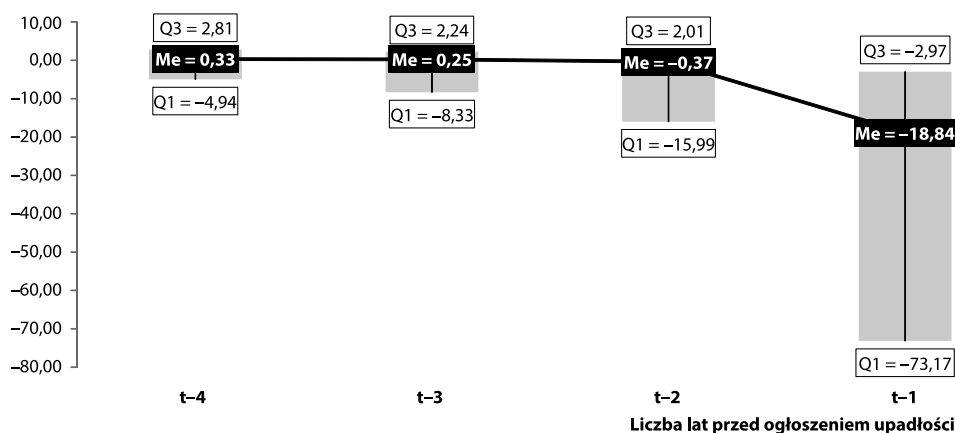 10,00
0,00
–10,00
–20,00
–30,00
–40,00
–50,00
–60,00
–70,00
–80,00
Q3 = 2,81
Me = 0,33
Q1 = –4,94
Q3 = 2,24
Me = 0,25
Q1 = –8,33
Q3 = 2,01
Me = –0,37
Q1 = –15,99
Q3 = –2,97
Me = –18,84
Q1 = –73,17
t–4
t–3
t–2
t–1
Liczba lat przed ogłoszeniem upadłości